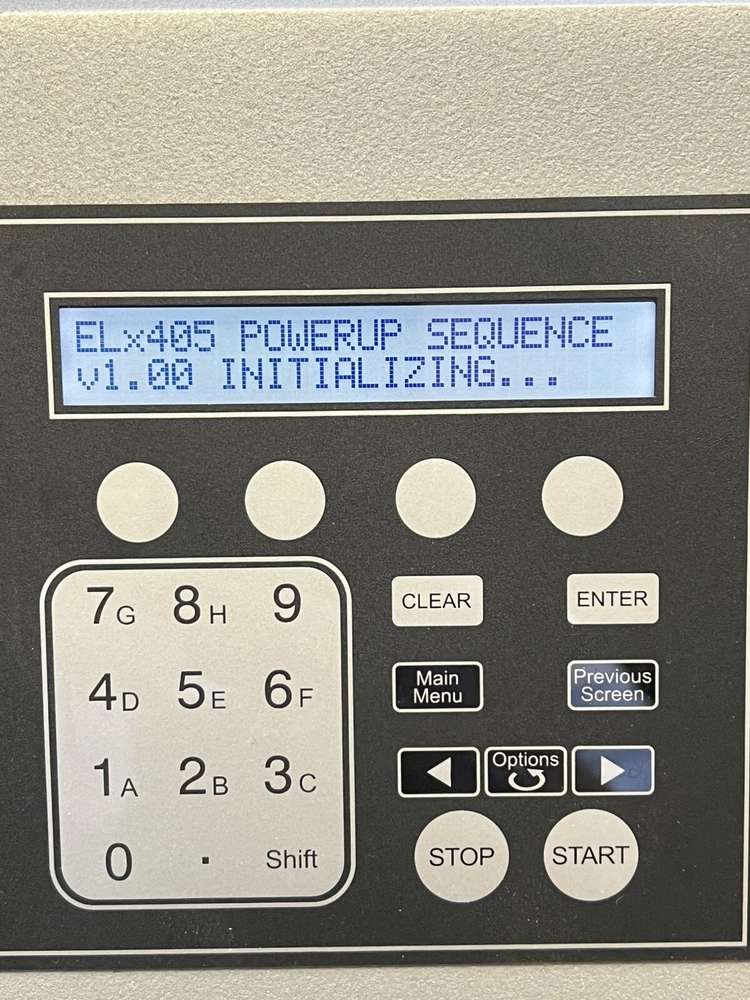 ELx405 POWERUP SEQUENCE
v1.00 INITIALIZING...
7G 8H 9
CLEAR ENTER
4D 5E 6F
Main Menu
Previous Screen
1A 2B 3C
Options
0 . Shift
STOP START